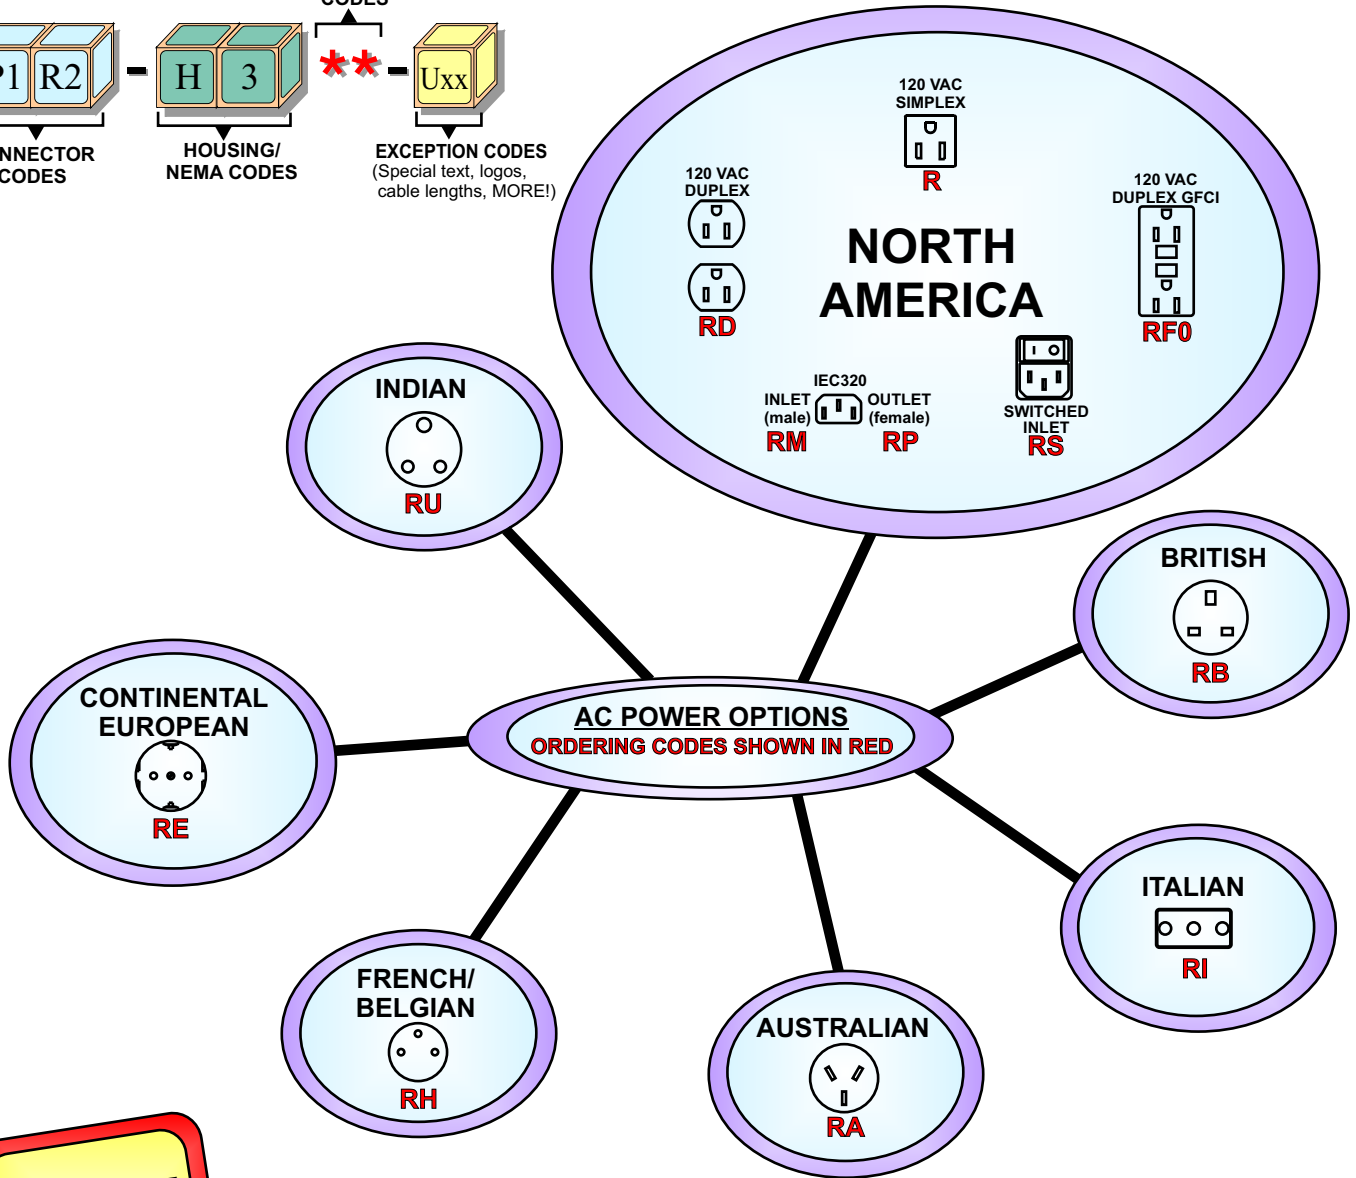 CODES
P1 R2 - H 3 ** - Uxx
NNECTOR
CODES
HOUSING/
NEMA CODES
EXCEPTION CODES
(Special text, logos,
cable lengths, MORE!)
120 VAC
SIMPLEX
R
120 VAC
DUPLEX
RD
120 VAC
DUPLEX GFCI
RF0
NORTH
AMERICA
IEC320
INLET
(male)
RM
OUTLET
(female)
RP
SWITCHED
INLET
RS
INDIAN
RU
BRITISH
RB
CONTINENTAL
EUROPEAN
RE
AC POWER OPTIONS
ORDERING CODES SHOWN IN RED
ITALIAN
RI
FRENCH/
BELGIAN
RH
AUSTRALIAN
RA